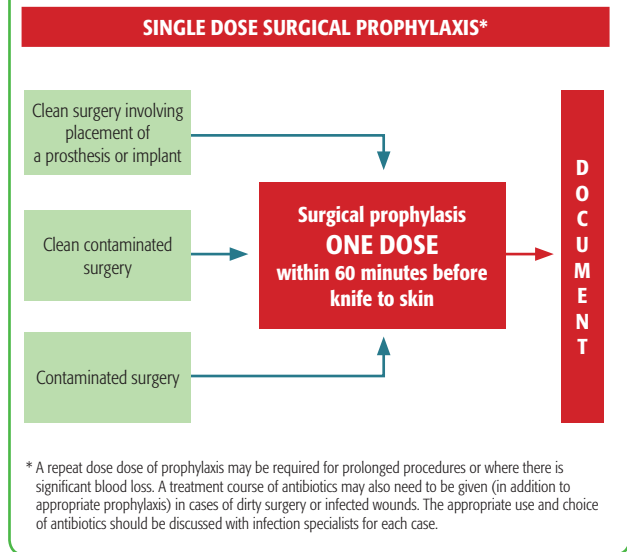 SINGLE DOSE SURGICAL PROPHYLAXIS*
Clean surgery involving
placement of
a prosthesis or implant
Clean contaminated
surgery
Contaminated surgery
Surgical prophylasis
ONE DOSE
within 60 minutes before
knife to skin
DOCUMENT
* A repeat dose dose of prophylaxis may be required for prolonged procedures or where there is
significant blood loss. A treatment course of antibiotics may also need to be given (in addition to
appropriate prophylaxis) in cases of dirty surgery or infected wounds. The appropriate use and choice
of antibiotics should be discussed with infection specialists for each case.